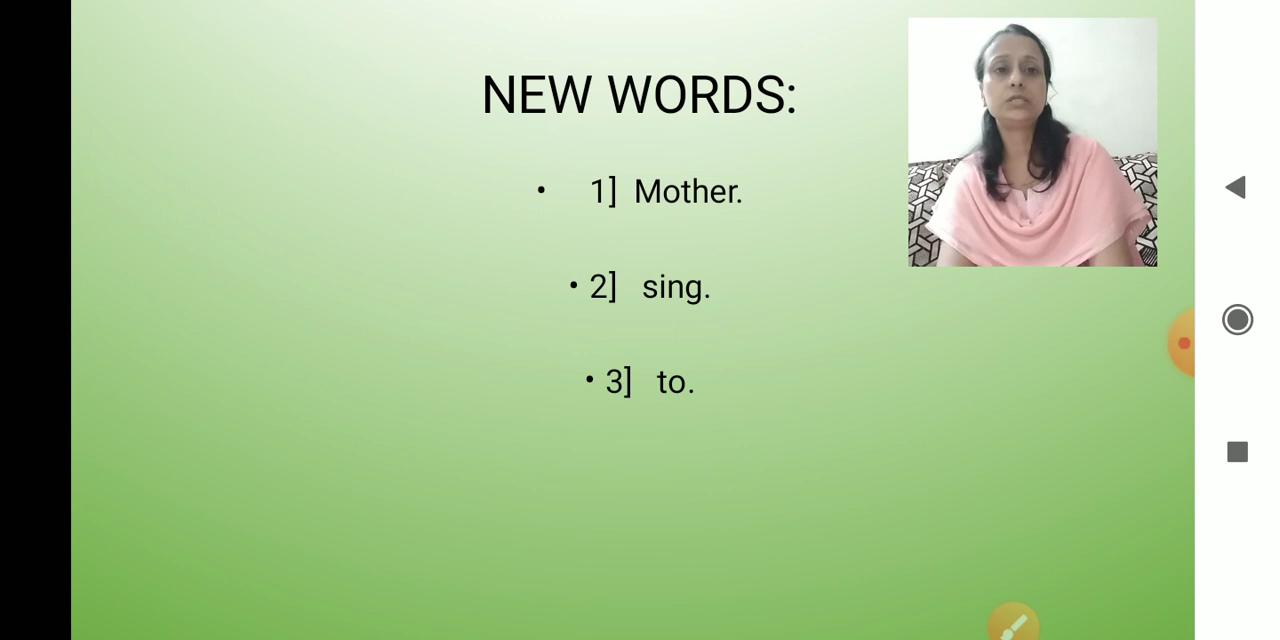 NEW WORDS:
• 1] Mother.
• 2] sing.
• 3] to.